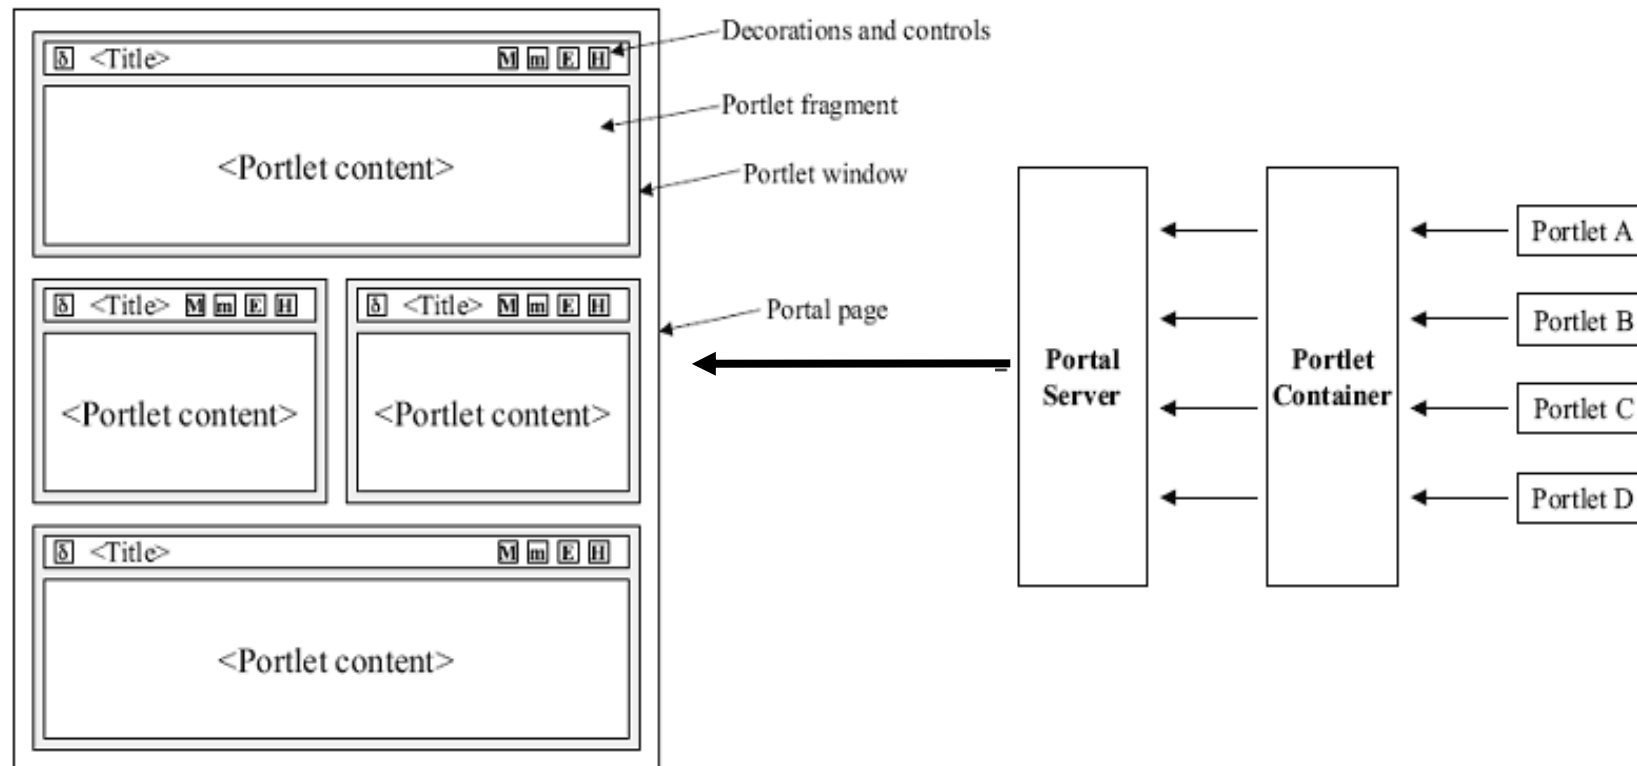 δ <Title> M m E H
<Portlet content>
δ <Title> M m E H
<Portlet content>
δ <Title> M m E H
<Portlet content>
δ <Title> M m E H
<Portlet content>
Decorations and controls
Portlet fragment
Portlet window
Portal page
Portal
Server
Portlet
Container
Portlet A
Portlet B
Portlet C
Portlet D